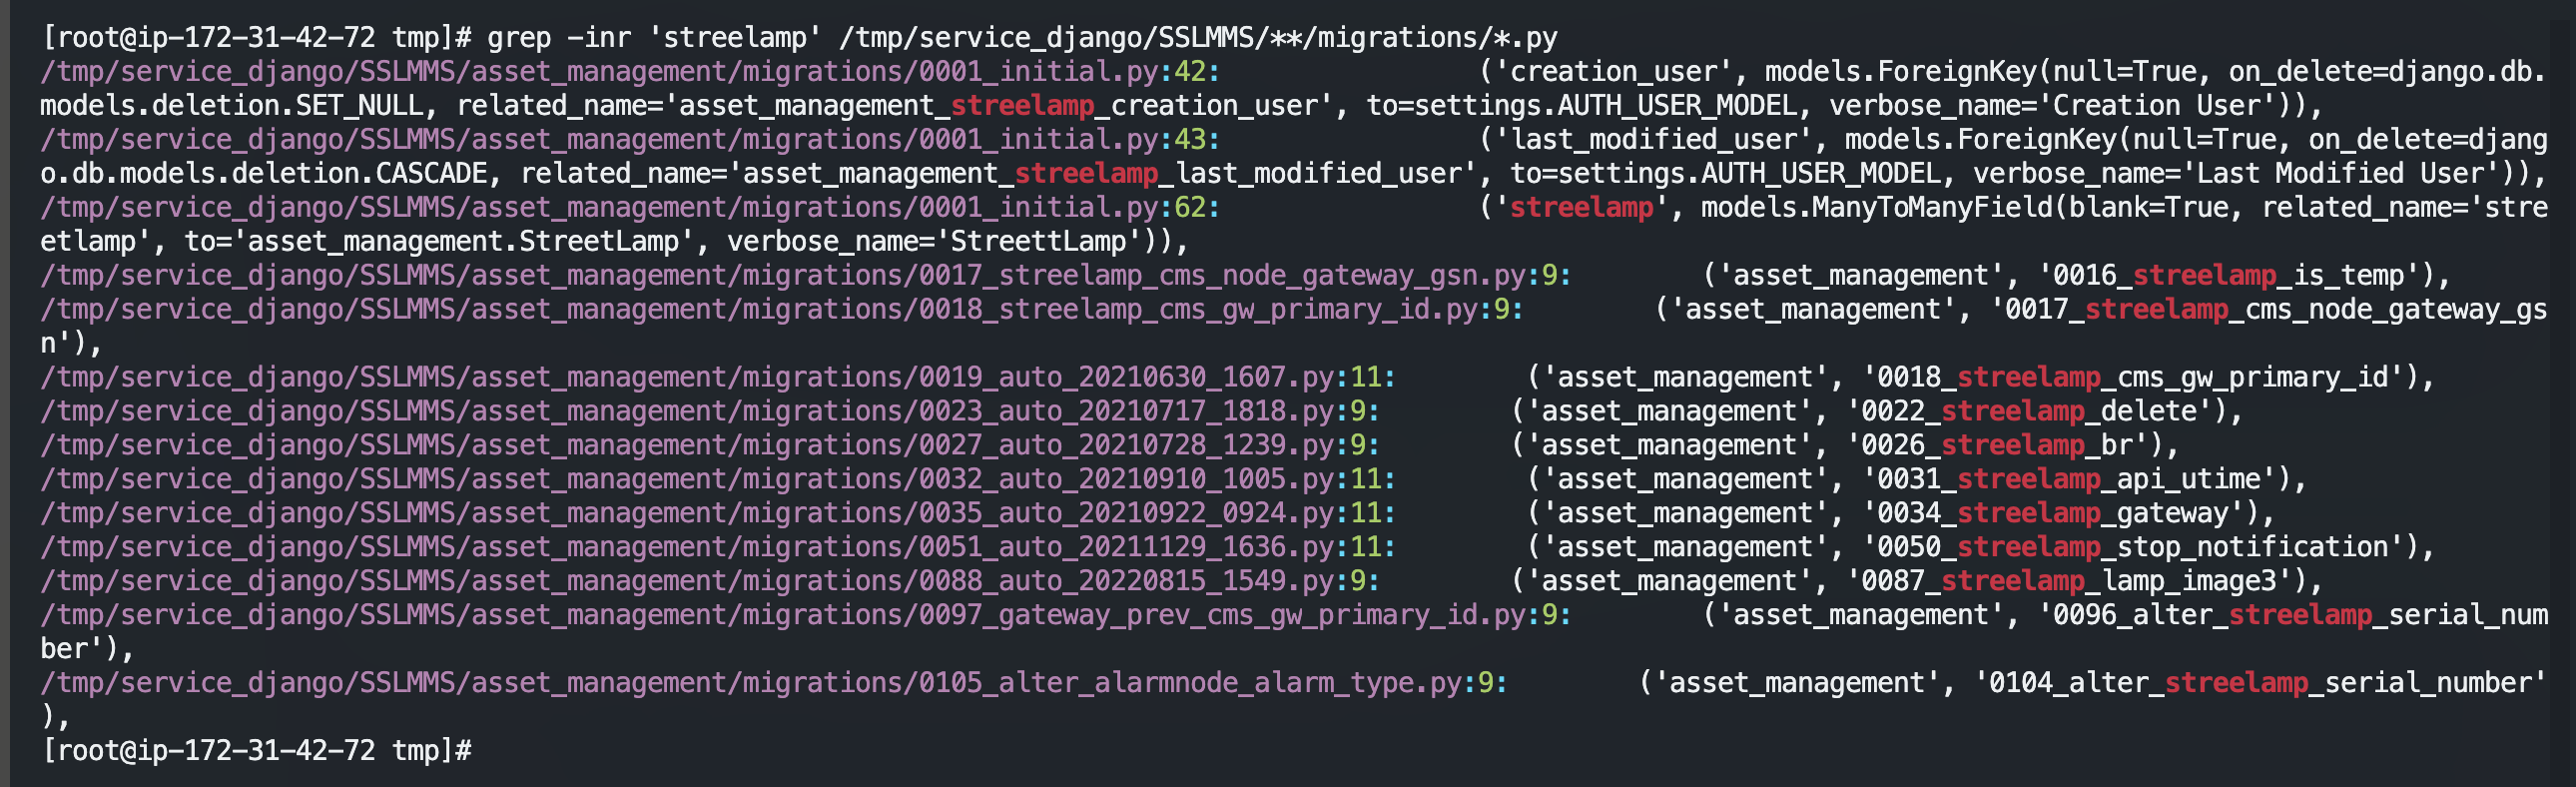 [root@ip-172-31-42-72 tmp]# grep -inr 'streelamp' /tmp/service_django/SSLMMS/**/migrations/*.py
/tmp/service_django/SSLMMS/asset_management/migrations/0001_initial.py:42:                ('creation_user', models.ForeignKey(null=True, on_delete=django.db.
models.deletion.SET_NULL, related_name='asset_management_streelamp_creation_user', to=settings.AUTH_USER_MODEL, verbose_name='Creation User')),
/tmp/service_django/SSLMMS/asset_management/migrations/0001_initial.py:43:                ('last_modified_user', models.ForeignKey(null=True, on_delete=djang
o.db.models.deletion.CASCADE, related_name='asset_management_streelamp_last_modified_user', to=settings.AUTH_USER_MODEL, verbose_name='Last Modified User')),
/tmp/service_django/SSLMMS/asset_management/migrations/0001_initial.py:62:                ('streelamp', models.ManyToManyField(blank=True, related_name='stre
etlamp', to='asset_management.StreetLamp', verbose_name='StreettLamp')),
/tmp/service_django/SSLMMS/asset_management/migrations/0017_streelamp_cms_node_gateway_gsn.py:9:        ('asset_management', '0016_streelamp_is_temp'),
/tmp/service_django/SSLMMS/asset_management/migrations/0018_streelamp_cms_gw_primary_id.py:9:        ('asset_management', '0017_streelamp_cms_node_gateway_gs
n'),
/tmp/service_django/SSLMMS/asset_management/migrations/0019_auto_20210630_1607.py:11:        ('asset_management', '0018_streelamp_cms_gw_primary_id'),
/tmp/service_django/SSLMMS/asset_management/migrations/0023_auto_20210717_1818.py:9:        ('asset_management', '0022_streelamp_delete'),
/tmp/service_django/SSLMMS/asset_management/migrations/0027_auto_20210728_1239.py:9:        ('asset_management', '0026_streelamp_br'),
/tmp/service_django/SSLMMS/asset_management/migrations/0032_auto_20210910_1005.py:11:        ('asset_management', '0031_streelamp_api_utime'),
/tmp/service_django/SSLMMS/asset_management/migrations/0035_auto_20210922_0924.py:11:        ('asset_management', '0034_streelamp_gateway'),
/tmp/service_django/SSLMMS/asset_management/migrations/0051_auto_20211129_1636.py:11:        ('asset_management', '0050_streelamp_stop_notification'),
/tmp/service_django/SSLMMS/asset_management/migrations/0088_auto_20220815_1549.py:9:        ('asset_management', '0087_streelamp_lamp_image3'),
/tmp/service_django/SSLMMS/asset_management/migrations/0097_gateway_prev_cms_gw_primary_id.py:9:        ('asset_management', '0096_alter_streelamp_serial_num
ber'),
/tmp/service_django/SSLMMS/asset_management/migrations/0105_alter_alarmnode_alarm_type.py:9:        ('asset_management', '0104_alter_streelamp_serial_number'
),
[root@ip-172-31-42-72 tmp]#